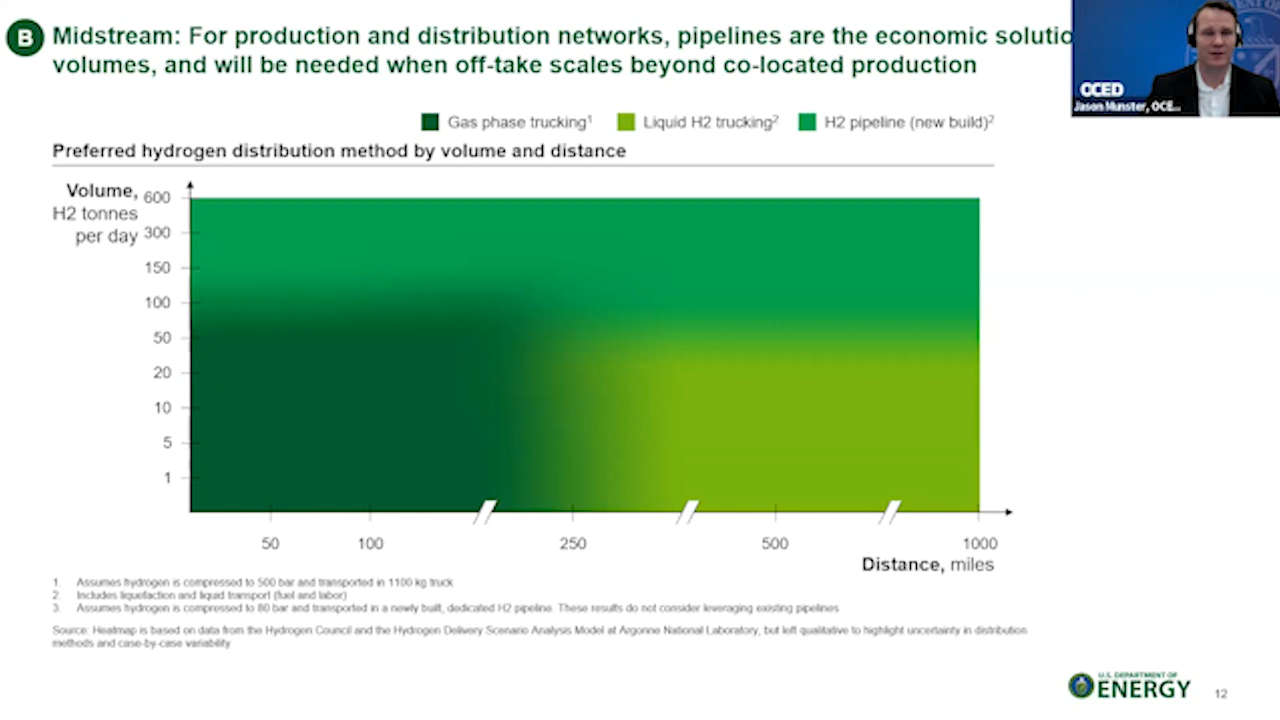 B Midstream: For production and distribution networks, pipelines are the economic solutio
volumes, and will be needed when off-take scales beyond co-located production
OCED
Jason Munster, OCE...
Gas phase trucking1 Liquid H2 trucking2 H2 pipeline (new build)2
Preferred hydrogen distribution method by volume and distance
Volume,
H2 tonnes
per day
600
300
150
100
50
20
10
5
1
50 100 250 500 1000
Distance, miles
1. Assumes hydrogen is compressed to 500 bar and transported in 1100 kg truck
2. Includes liquefaction and liquid transport (fuel and labor)
3. Assumes hydrogen is compressed to 80 bar and transported in a newly built, dedicated H2 pipeline. These results do not consider leveraging existing pipelines
Source: Heatmap is based on data from the Hydrogen Council and the Hydrogen Delivery Scenario Analysis Model at Argonne National Laboratory, but left qualitative to highlight uncertainty in distribution
methods and case-by-case variability
U.S. DEPARTMENT OF
ENERGY
12